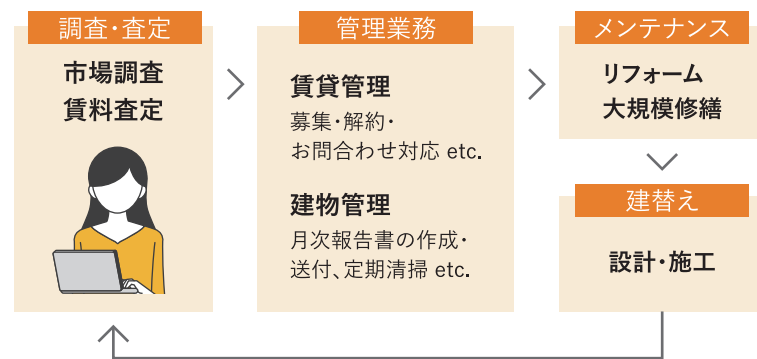 調査・査定
市場調査
賃料査定
管理業務
賃貸管理
募集・解約・
お問合わせ対応 etc.
建物管理
月次報告書の作成・
送付、定期清掃 etc.
メンテナンス
リフォーム
大規模修繕
建替え
設計・施工